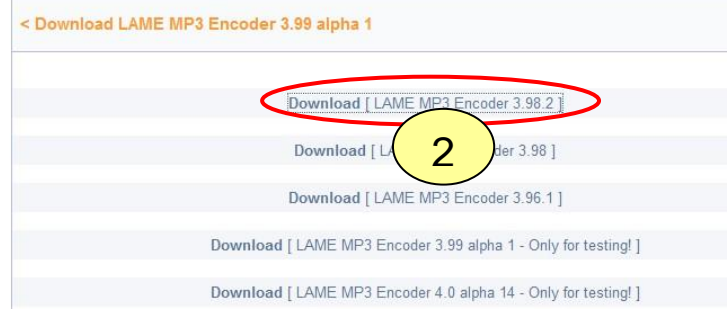 < Download LAME MP3 Encoder 3.99 alpha 1
Download [ LAME MP3 Encoder 3.98.2 ]
Download [ LA der 3.98 ]
2
Download [ LAME MP3 Encoder 3.96.1 ]
Download [ LAME MP3 Encoder 3.99 alpha 1 - Only for testing! ]
Download [ LAME MP3 Encoder 4.0 alpha 14 - Only for testing! ]